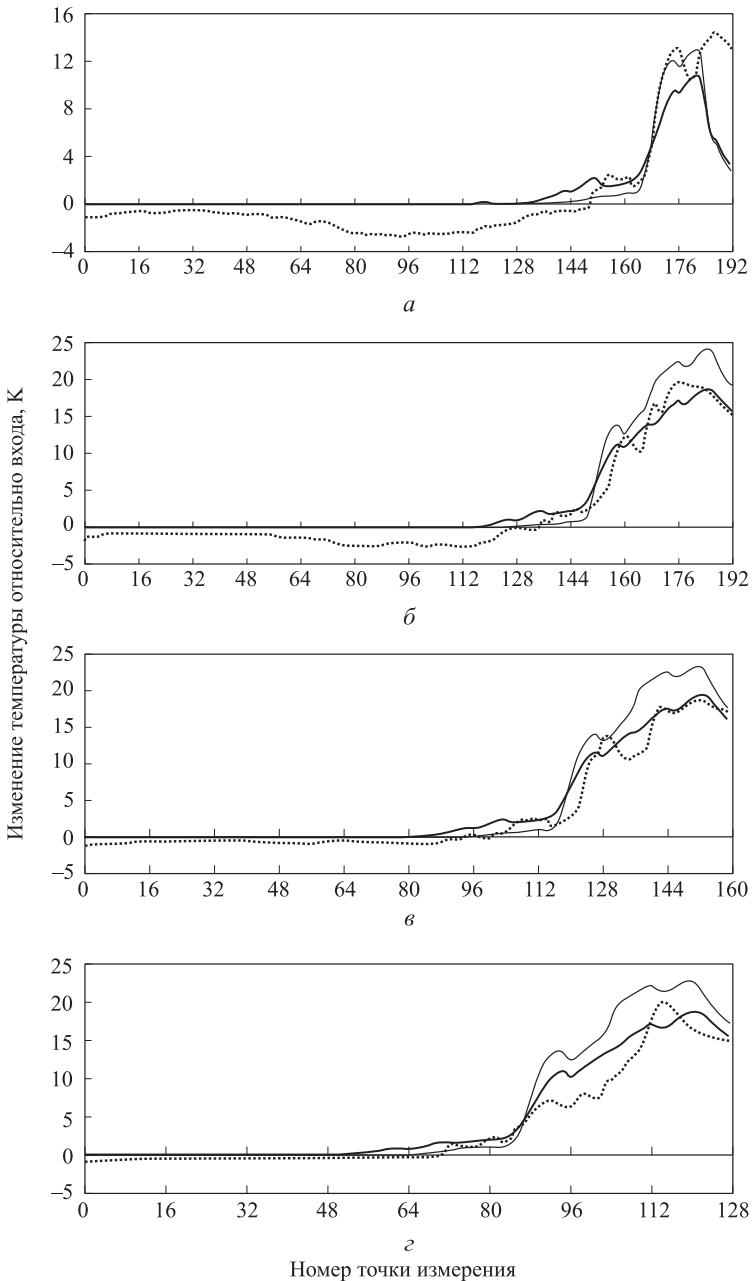 16
12
8
4
0
–4
0 16 32 48 64 80 96 112 128 144 160 176 192
а
25
20
15
10
5
0
–5
0 16 32 48 64 80 96 112 128 144 160 176 192
б
Изменение температуры относительно входа, К
25
20
15
10
5
0
–5
0 16 32 48 64 80 96 112 128 144 160
в
25
20
15
10
5
0
–5
0 16 32 48 64 80 96 112 128
г
Номер точки измерения